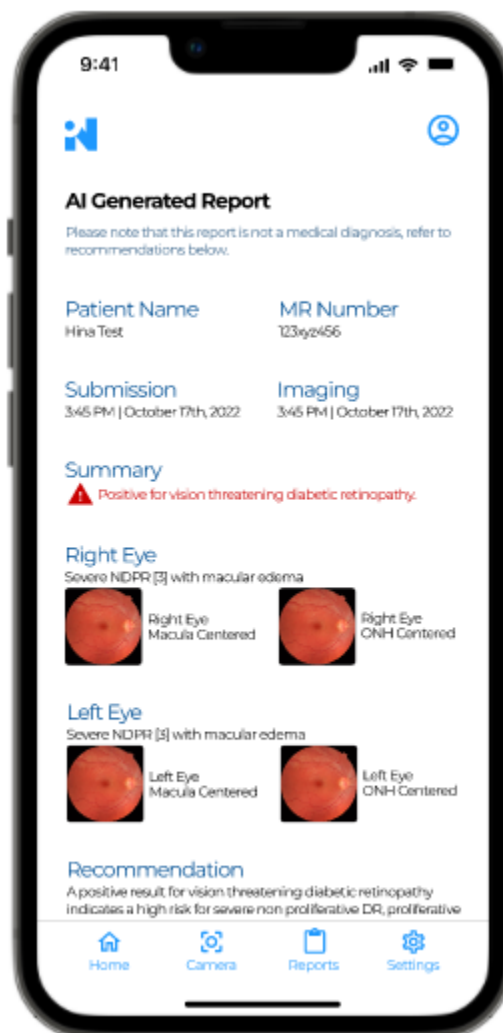 9:41
AI Generated Report
Please note that this report is not a medical diagnosis, refer to
recommendations below.
Patient Name
Hina Test
MR Number
123xyz456
Submission
3:45 PM | October 17th, 2022
Imaging
3:45 PM | October 17th, 2022
Summary
Positive for vision threatening diabetic retinopathy.
Right Eye
Severe NDPR [3] with macular edema
Right Eye
Macula Centered
Right Eye
ONH Centered
Left Eye
Severe NDPR [3] with macular edema
Left Eye
Macula Centered
Left Eye
ONH Centered
Recommendation
A positive result for vision threatening diabetic retinopathy
indicates a high risk for severe non proliferative DR, proliferative
Home
Camera
Reports
Settings